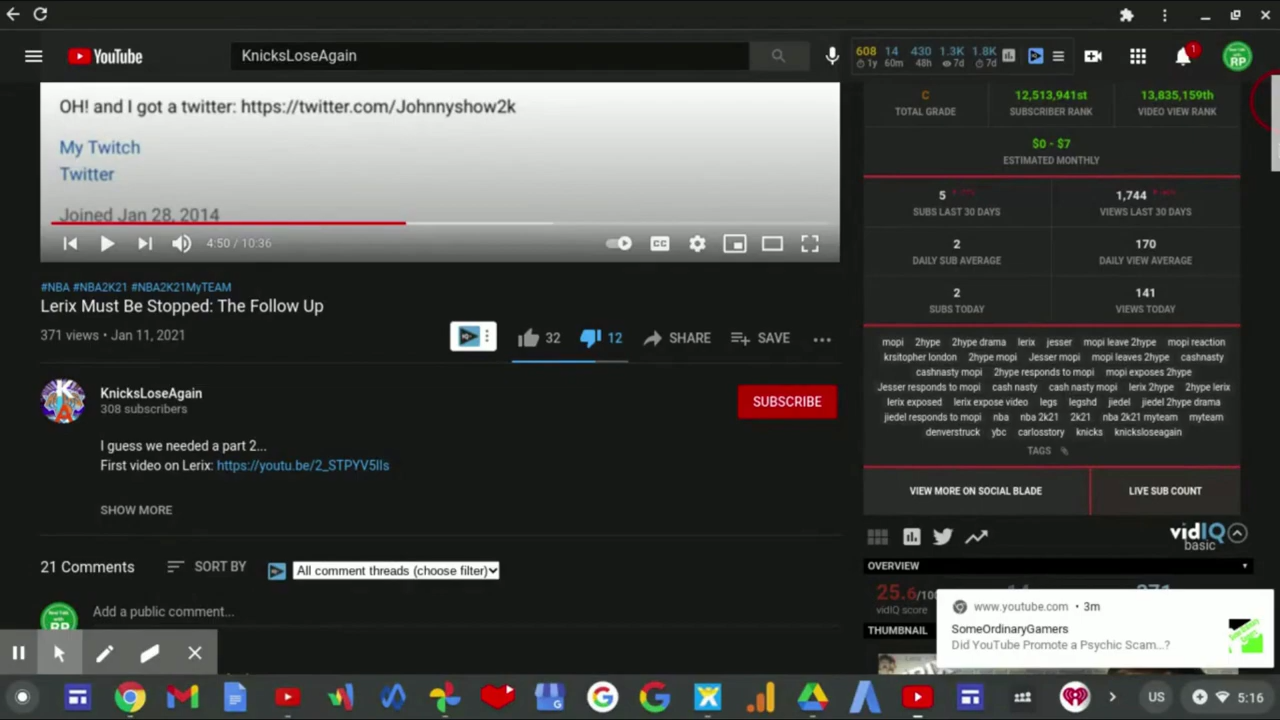 YouTube
KnicksLoseAgain
608 14 430 1.3K 1.8K
1y 60m 48h 7d 7d
1
RP
OH! and I got a twitter: https://twitter.com/Johnnyshow2k
My Twitch
Twitter
Joined Jan 28, 2014
4:50 / 10:36
CC
#NBA #NBA2K21 #NBA2K21MyTEAM
Lerix Must Be Stopped: The Follow Up
371 views • Jan 11, 2021
32
12
SHARE
SAVE
KnicksLoseAgain
308 subscribers
SUBSCRIBE
I guess we needed a part 2...
First video on Lerix: https://youtu.be/2_STPYV5lIs
SHOW MORE
21 Comments
SORT BY
All comment threads (choose filter)
Add a public comment...
C 12,513,941st 13,835,159th
TOTAL GRADE SUBSCRIBER RANK VIDEO VIEW RANK
$0 - $7
ESTIMATED MONTHLY
5 1,744
SUBS LAST 30 DAYS VIEWS LAST 30 DAYS
2 170
DAILY SUB AVERAGE DAILY VIEW AVERAGE
2 141
SUBS TODAY VIEWS TODAY
mopi 2hype 2hype drama lerix jesser mopi leave 2hype mopi reaction
krsitopher london 2hype mopi Jesser mopi mopi leaves 2hype cashnasty
cashnasty mopi 2hype responds to mopi mopi exposes 2hype
Jesser responds to mopi cash nasty cash nasty mopi lerix 2hype 2hype lerix
lerix exposed lerix expose video legs legshd jiedel jiedel 2hype drama
jiedel responds to mopi nba nba 2k21 2k21 nba 2k21 myteam myteam
denverstruck ybc carlosstory knicks knicksloseagain
TAGS
VIEW MORE ON SOCIAL BLADE
LIVE SUB COUNT
vidIQ
basic
OVERVIEW
25.6/100
vidIQ score
THUMBNAIL
www.youtube.com • 3m
SomeOrdinaryGamers
Did YouTube Promote a Psychic Scam...?
US
5:16